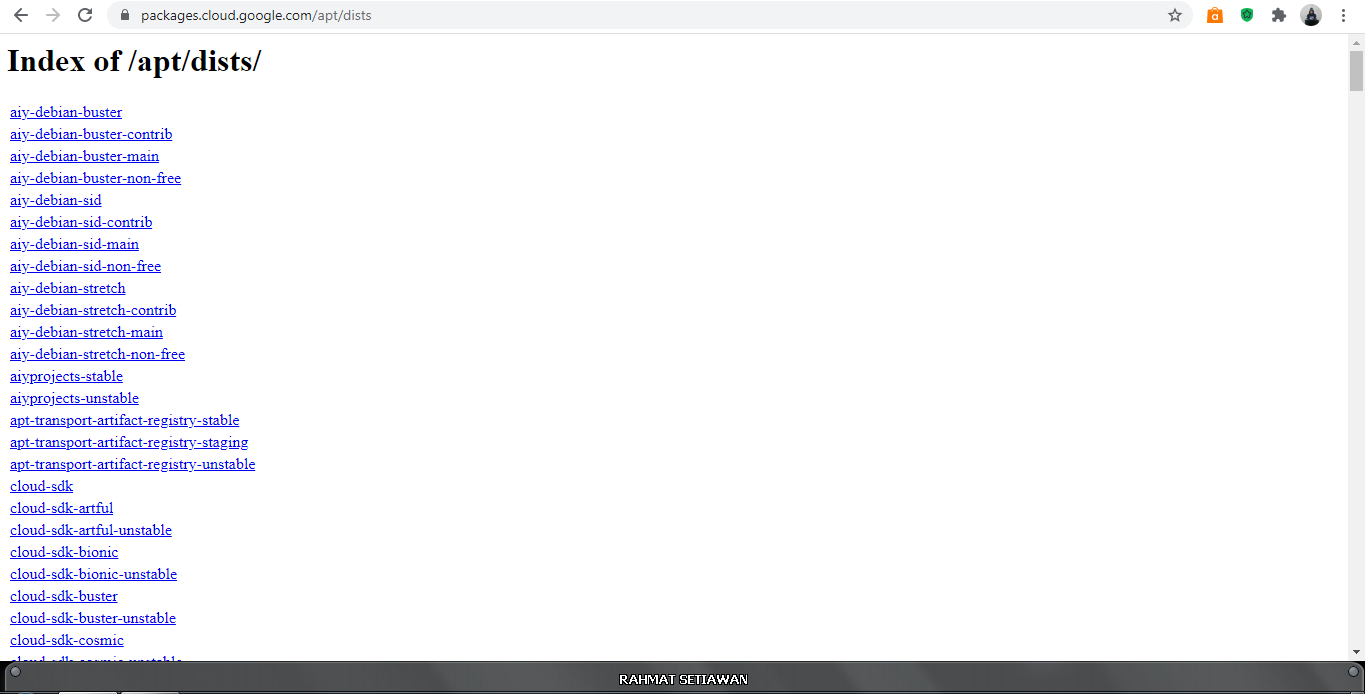 packages.cloud.google.com/apt/dists
Index of /apt/dists/
aiy-debian-buster
aiy-debian-buster-contrib
aiy-debian-buster-main
aiy-debian-buster-non-free
aiy-debian-sid
aiy-debian-sid-contrib
aiy-debian-sid-main
aiy-debian-sid-non-free
aiy-debian-stretch
aiy-debian-stretch-contrib
aiy-debian-stretch-main
aiy-debian-stretch-non-free
aiyprojects-stable
aiyprojects-unstable
apt-transport-artifact-registry-stable
apt-transport-artifact-registry-staging
apt-transport-artifact-registry-unstable
cloud-sdk
cloud-sdk-artful
cloud-sdk-artful-unstable
cloud-sdk-bionic
cloud-sdk-bionic-unstable
cloud-sdk-buster
cloud-sdk-buster-unstable
cloud-sdk-cosmic
cloud-sdk-cosmic-unstable
RAHMAT SETIAWAN